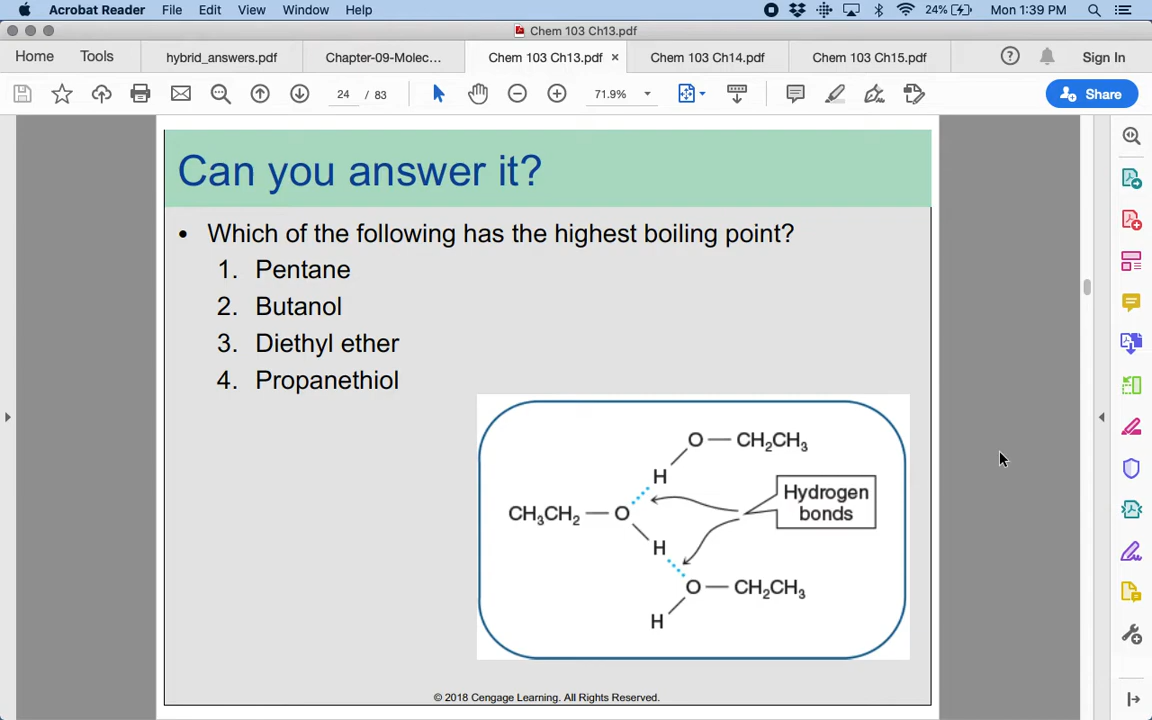 Acrobat Reader File Edit View Window Help 24% Mon 1:39 PM
Chem 103 Ch13.pdf
Home Tools hybrid_answers.pdf Chapter-09-Molec... Chem 103 Ch13.pdf × Chem 103 Ch14.pdf Chem 103 Ch15.pdf Sign In
24 / 83 71.9% Share
Can you answer it?
• Which of the following has the highest boiling point?
1. Pentane
2. Butanol
3. Diethyl ether
4. Propanethiol
O — CH₂CH₃
H
Hydrogen
bonds
CH₃CH₂ — O
H
O — CH₂CH₃
H
© 2018 Cengage Learning. All Rights Reserved.